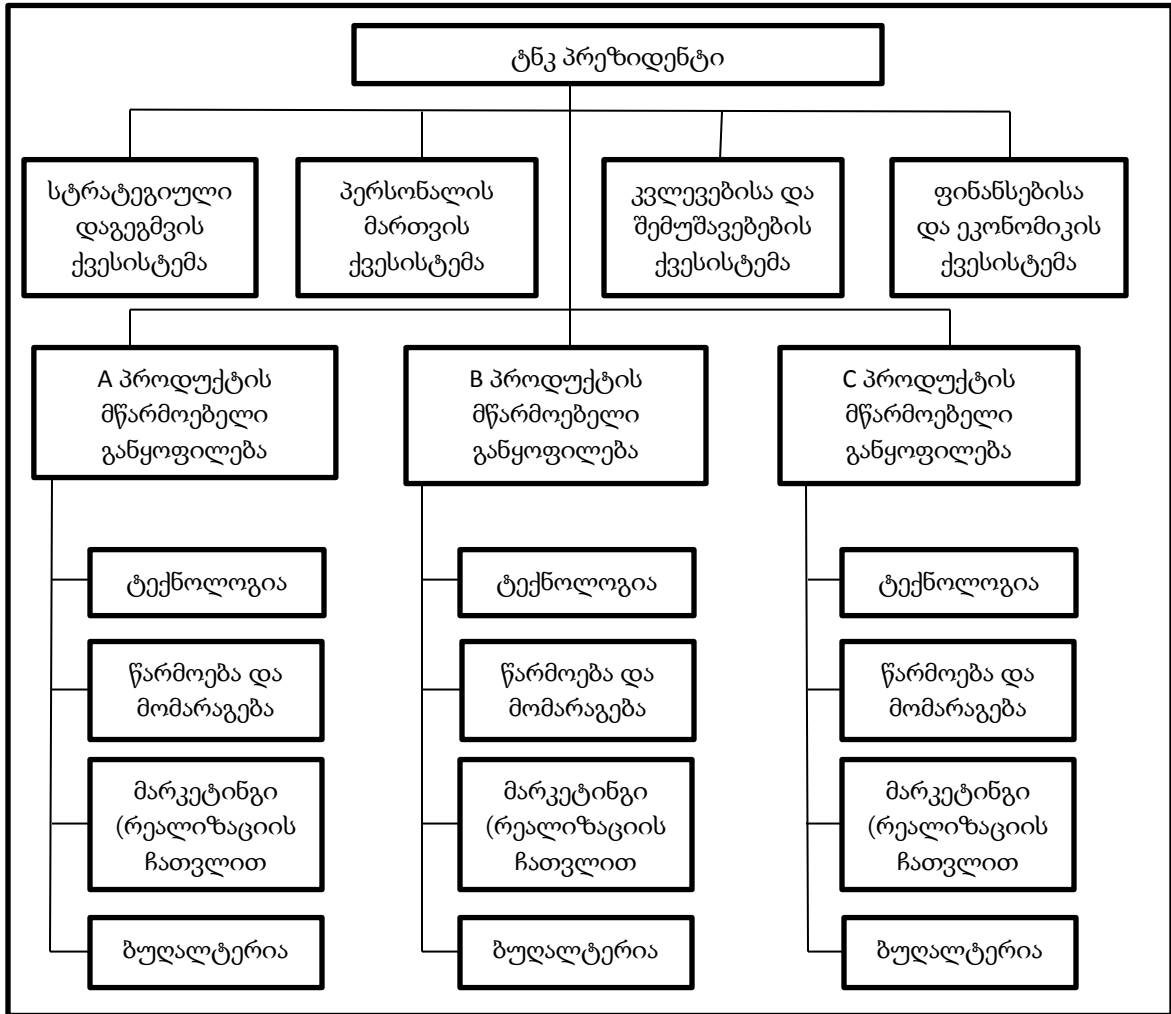 ტნკ პრეზიდენტი
სტრატეგიული
დაგეგმვის
ქვესისტემა
პერსონალის
მართვის
ქვესისტემა
კვლევებისა და
შემუშავებების
ქვესისტემა
ფინანსებისა
და ეკონომიკის
ქვესისტემა
A პროდუქტის
მწარმოებელი
განყოფილება
B პროდუქტის
მწარმოებელი
განყოფილება
C პროდუქტის
მწარმოებელი
განყოფილება
ტექნოლოგია
წარმოება და
მომარაგება
მარკეტინგი
(რეალიზაციის
ჩათვლით
ბუღალტერია
ტექნოლოგია
წარმოება და
მომარაგება
მარკეტინგი
(რეალიზაციის
ჩათვლით
ბუღალტერია
ტექნოლოგია
წარმოება და
მომარაგება
მარკეტინგი
(რეალიზაციის
ჩათვლით
ბუღალტერია